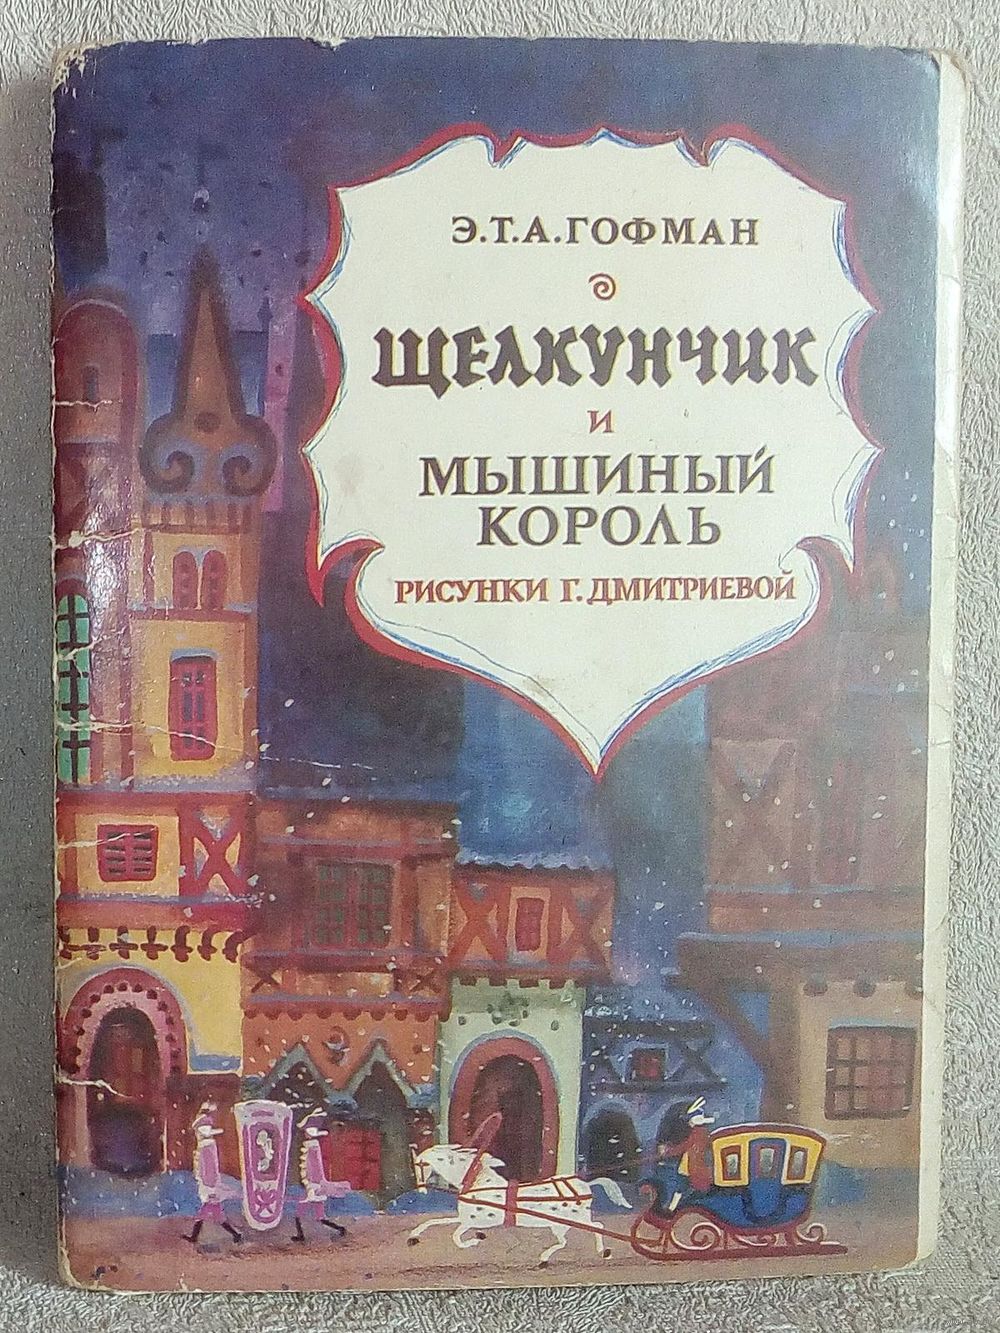 Э.Т.А.ГОФМАН
ЩЕЛКУНЧИК
И
МЫШИНЫЙ
КОРОЛЬ
РИСУНКИ Г. ДМИТРИЕВОЙ